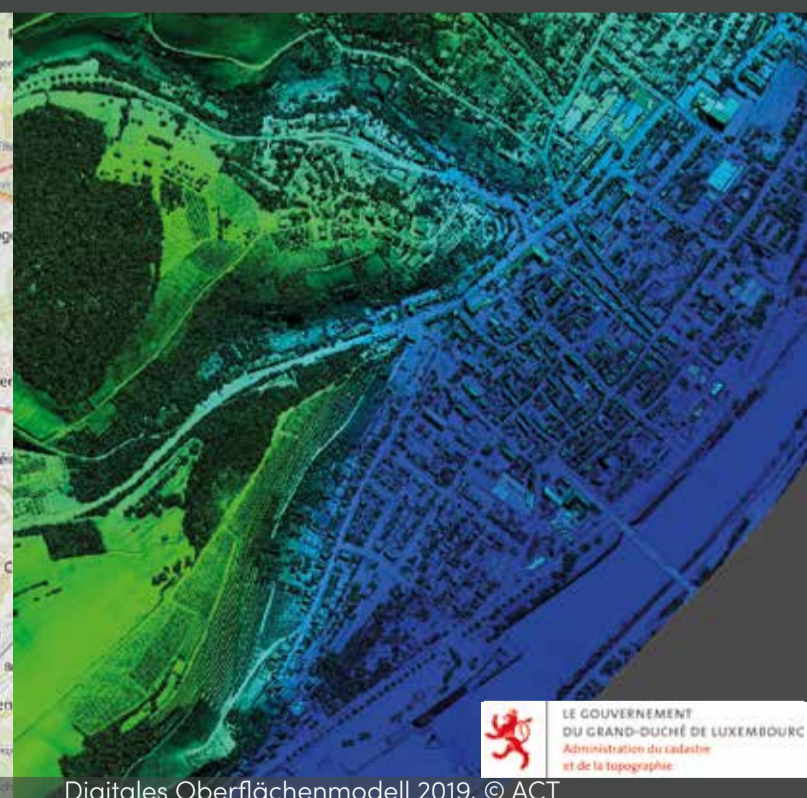 LE GOUVERNEMENT
DU GRAND-DUCHÉ DE LUXEMBOURG
Administration du cadastre
et de la topographie
Digitales Oberflächenmodell 2019, © ACT